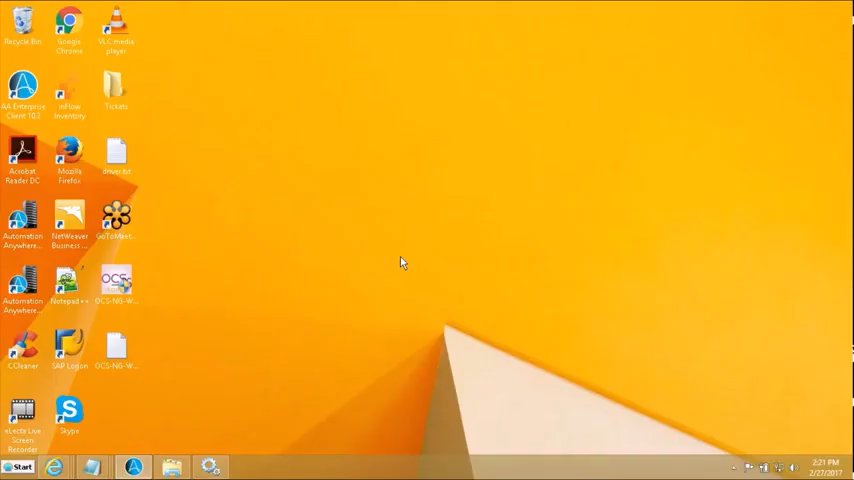 Recycle Bin
Google
Chrome
VLC media
player
AA Enterprise
Client 10.3
inFlow
Inventory
Tickets
Acrobat
Reader DC
Mozilla
Firefox
driver.txt
Automation
Anywhere...
NetWeaver
Business ...
GoToMeet...
Automation
Anywhere...
Notepad++
OCS
OCS-NG-W...
CCleaner
SAP Logon
OCS-NG-W...
eLecta Live
Screen
Recorder
Skype
Start
2:21 PM
2/27/2017